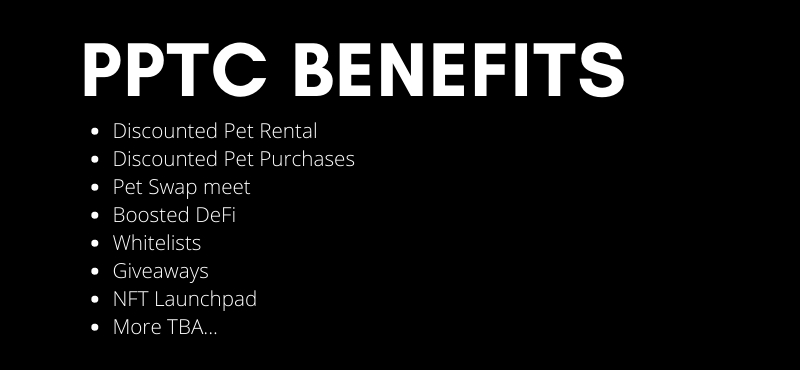 PPTC BENEFITS
• Discounted Pet Rental
• Discounted Pet Purchases
• Pet Swap meet
• Boosted DeFi
• Whitelists
• Giveaways
• NFT Launchpad
• More TBA...